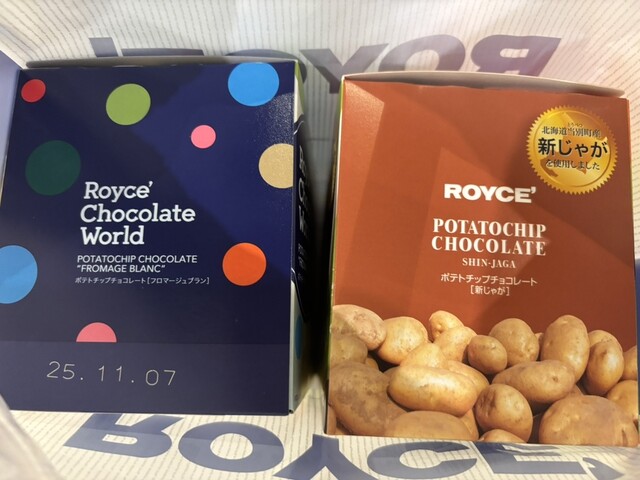 ROYCE'
Royce'
Chocolate
World
POTATOCHIP CHOCOLATE
"FROMAGE BLANC"
ポテトチップチョコレート[フロマージュブラン]
25.11.07
北海道当別町産
新じゃが
を使用しました
ROYCE'
POTATOCHIP
CHOCOLATE
SHIN-JAGA
ポテトチップチョコレート
[新じゃが]
ROYCE'